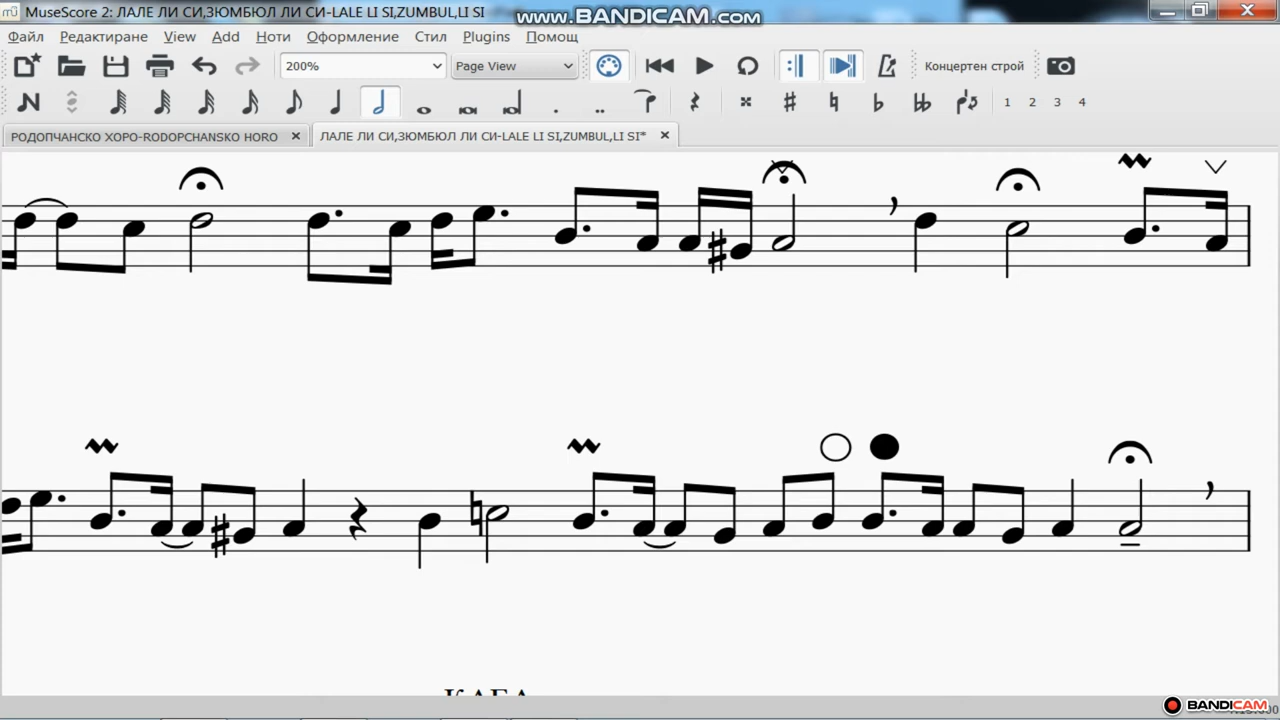 MuseScore 2: ЛАЛЕ ЛИ СИ,ЗЮМБЮЛ ЛИ СИ-LALE LI SI,ZUMBUL,LI SI
www.BANDICAM.com
Файл Редактиране View Add Ноти Оформление Стил Plugins Помощ
200% Page View Концертен строй
1 2 3 4
РОДОПЧАНСКО ХОРО-RODOPCHANSKO HORO ЛАЛЕ ЛИ СИ,ЗЮМБЮЛ ЛИ СИ-LALE LI SI,ZUMBUL,LI SI*
BANDICAM